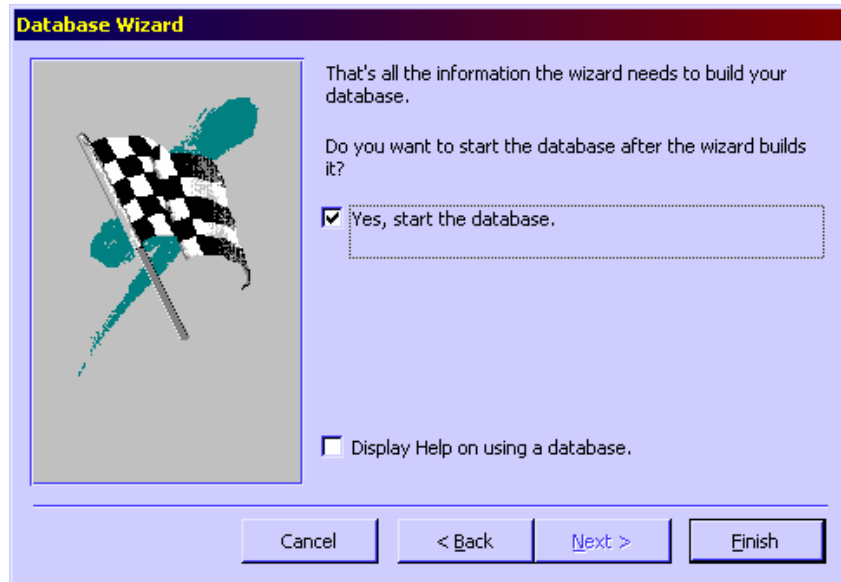 Database Wizard
That's all the information the wizard needs to build your
database.
Do you want to start the database after the wizard builds
it?
Yes, start the database.
Display Help on using a database.
Cancel
< Back
Next >
Finish